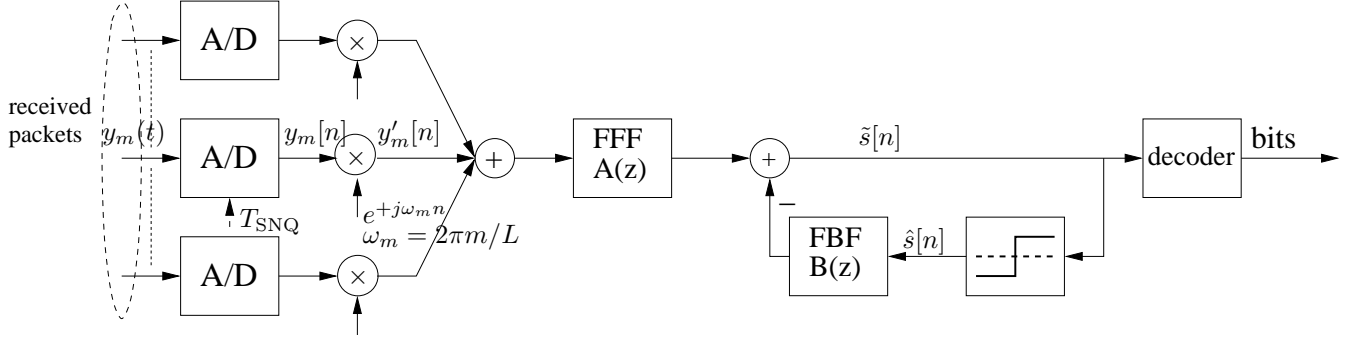 A/D
×
received
packets
y_m(t)
A/D
y_m[n]
×
y'_m[n]
+
FFF
A(z)
+
s̃[n]
decoder
bits
−
T_SNQ
e^{+jω_m n}
ω_m = 2πm/L
FBF
B(z)
ŝ[n]
A/D
×